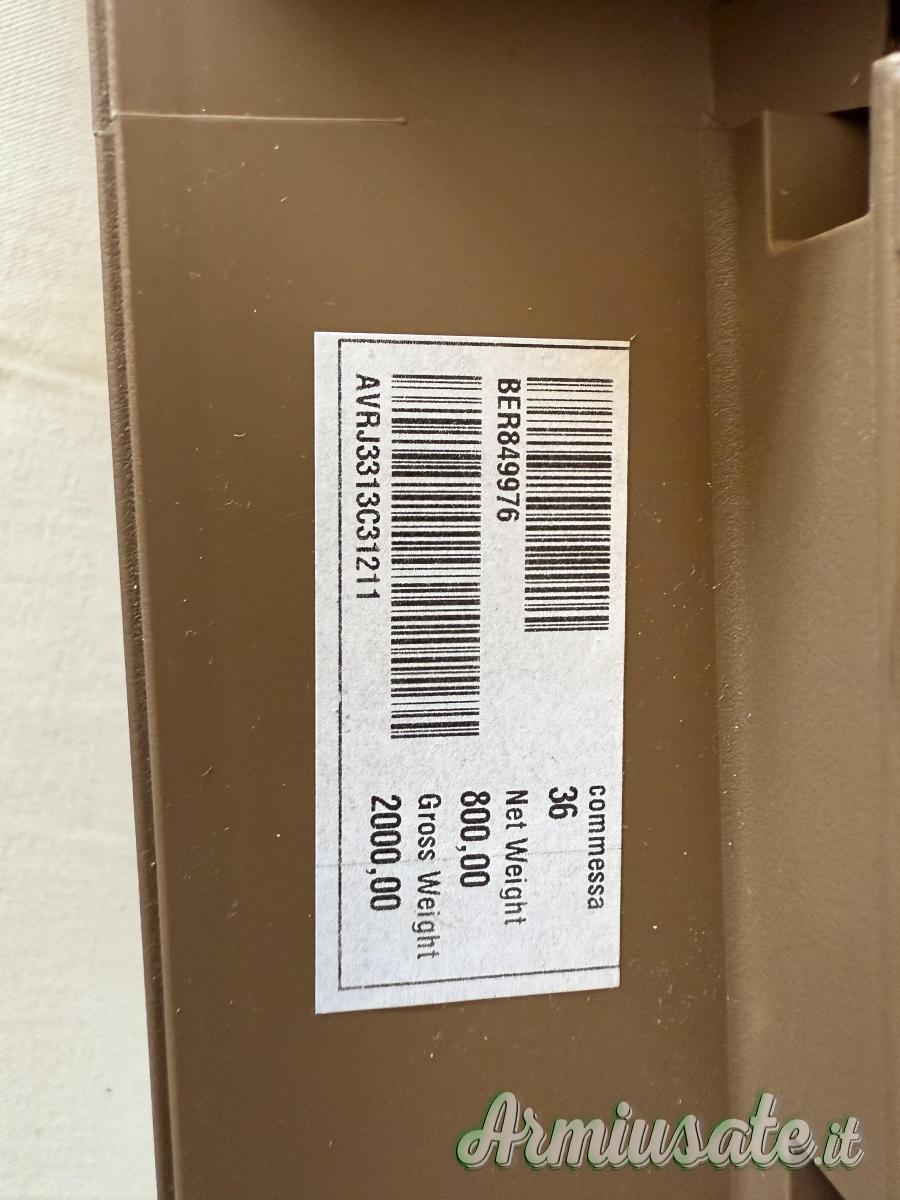 commessa
36
BER849976
Net Weight
800,00
AVRJ3313C31211
Gross Weight
2000,00
Armiusate.it